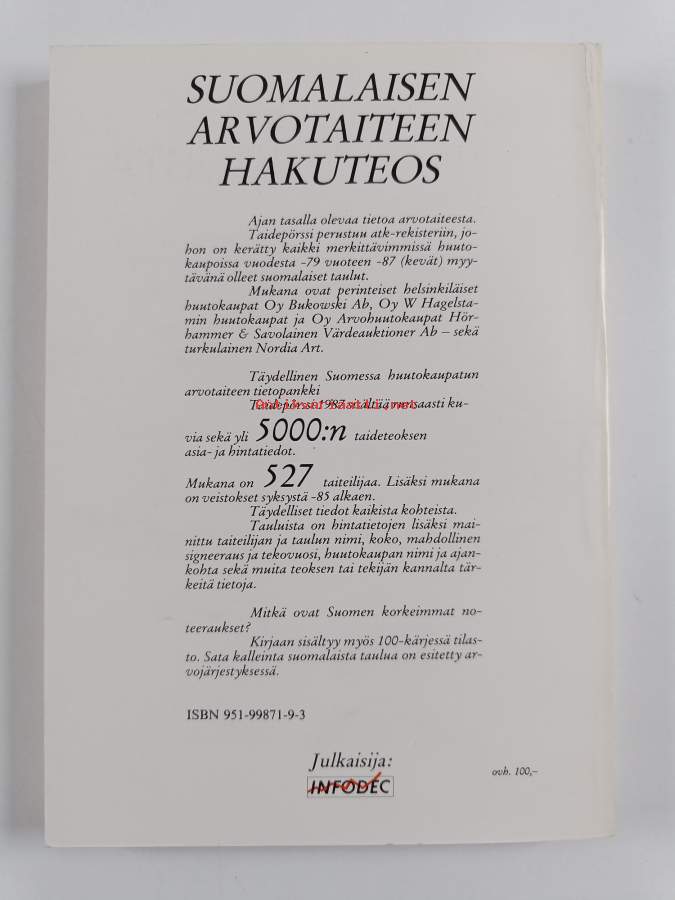 SUOMALAISEN
ARVOTAITEEN
HAKUTEOS
Ajan tasalla olevaa tietoa arvotaiteesta.
Taidepörssi perustuu atk-rekisteriin, jo-
hon on kerätty kaikki merkittävimmissä huuto-
kaupoissa vuodesta -79 vuoteen -87 (kevät) myy-
tävänä olleet suomalaiset taulut.
Mukana ovat perinteiset helsinkiläiset
huutokaupat Oy Bukowski Ab, Oy W Hagelsta-
min huutokaupat ja Oy Arvohuutokaupat Hör-
hammer & Savolainen Värdeauktioner Ab – sekä
turkulainen Nordia Art.
Täydellinen Suomessa huutokaupatun
arvotaiteen tietopankki
Taidepörssi 1987 sisältää runsaasti ku-
via sekä yli 5000:n taideteoksen
asia- ja hintatiedot.
Mukana on 527 taiteilijaa. Lisäksi mukana
on veistokset syksystä -85 alkaen.
Täydelliset tiedot kaikista kohteista.
Tauluista on hintatietojen lisäksi mai-
nittu taiteilijan ja taulun nimi, koko, mahdollinen
signeeraus ja tekovuosi, huutokaupan nimi ja ajan-
kohta sekä muita teoksen tai tekijän kannalta tär-
keitä tietoja.
Mitkä ovat Suomen korkeimmat no-
teeraukset?
Kirjaan sisältyy myös 100-kärjessä tilas-
to. Sata kalleinta suomalaista taulua on esitetty ar-
vojärjestyksessä.
ISBN 951-99871-9-3
Julkaisija:
INFODEC
ovh. 100,–